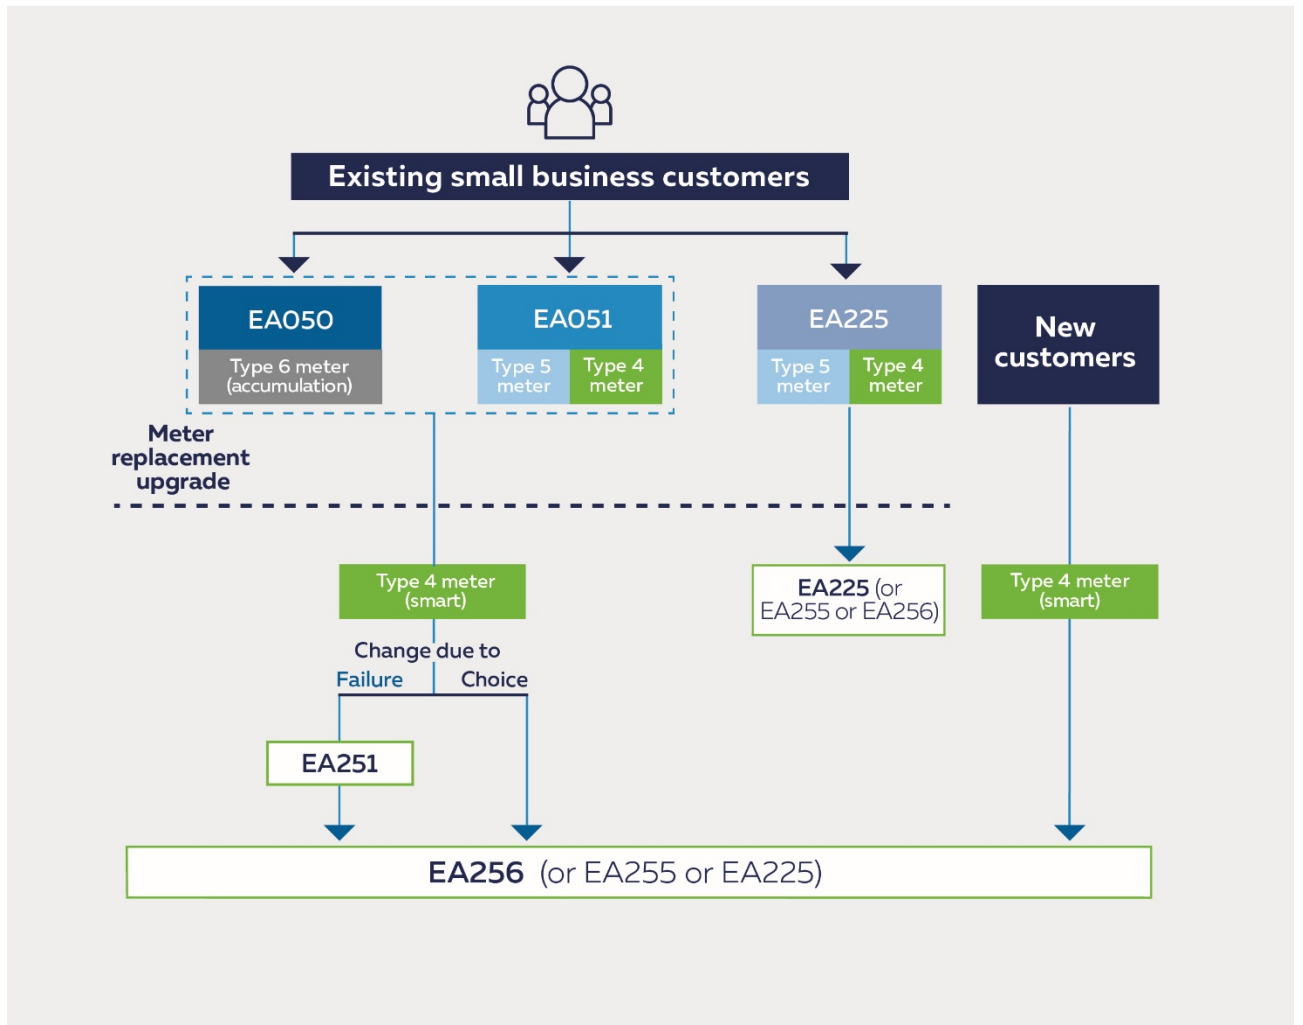 Existing small business customers
EA050
Type 6 meter
(accumulation)
EA051
Type 5
meter
Type 4
meter
EA225
Type 5
meter
Type 4
meter
New
customers
Meter
replacement
upgrade
Type 4 meter
(smart)
Change due to
Failure
Choice
EA251
EA225 (or
EA255 or EA256)
Type 4 meter
(smart)
EA256 (or EA255 or EA225)